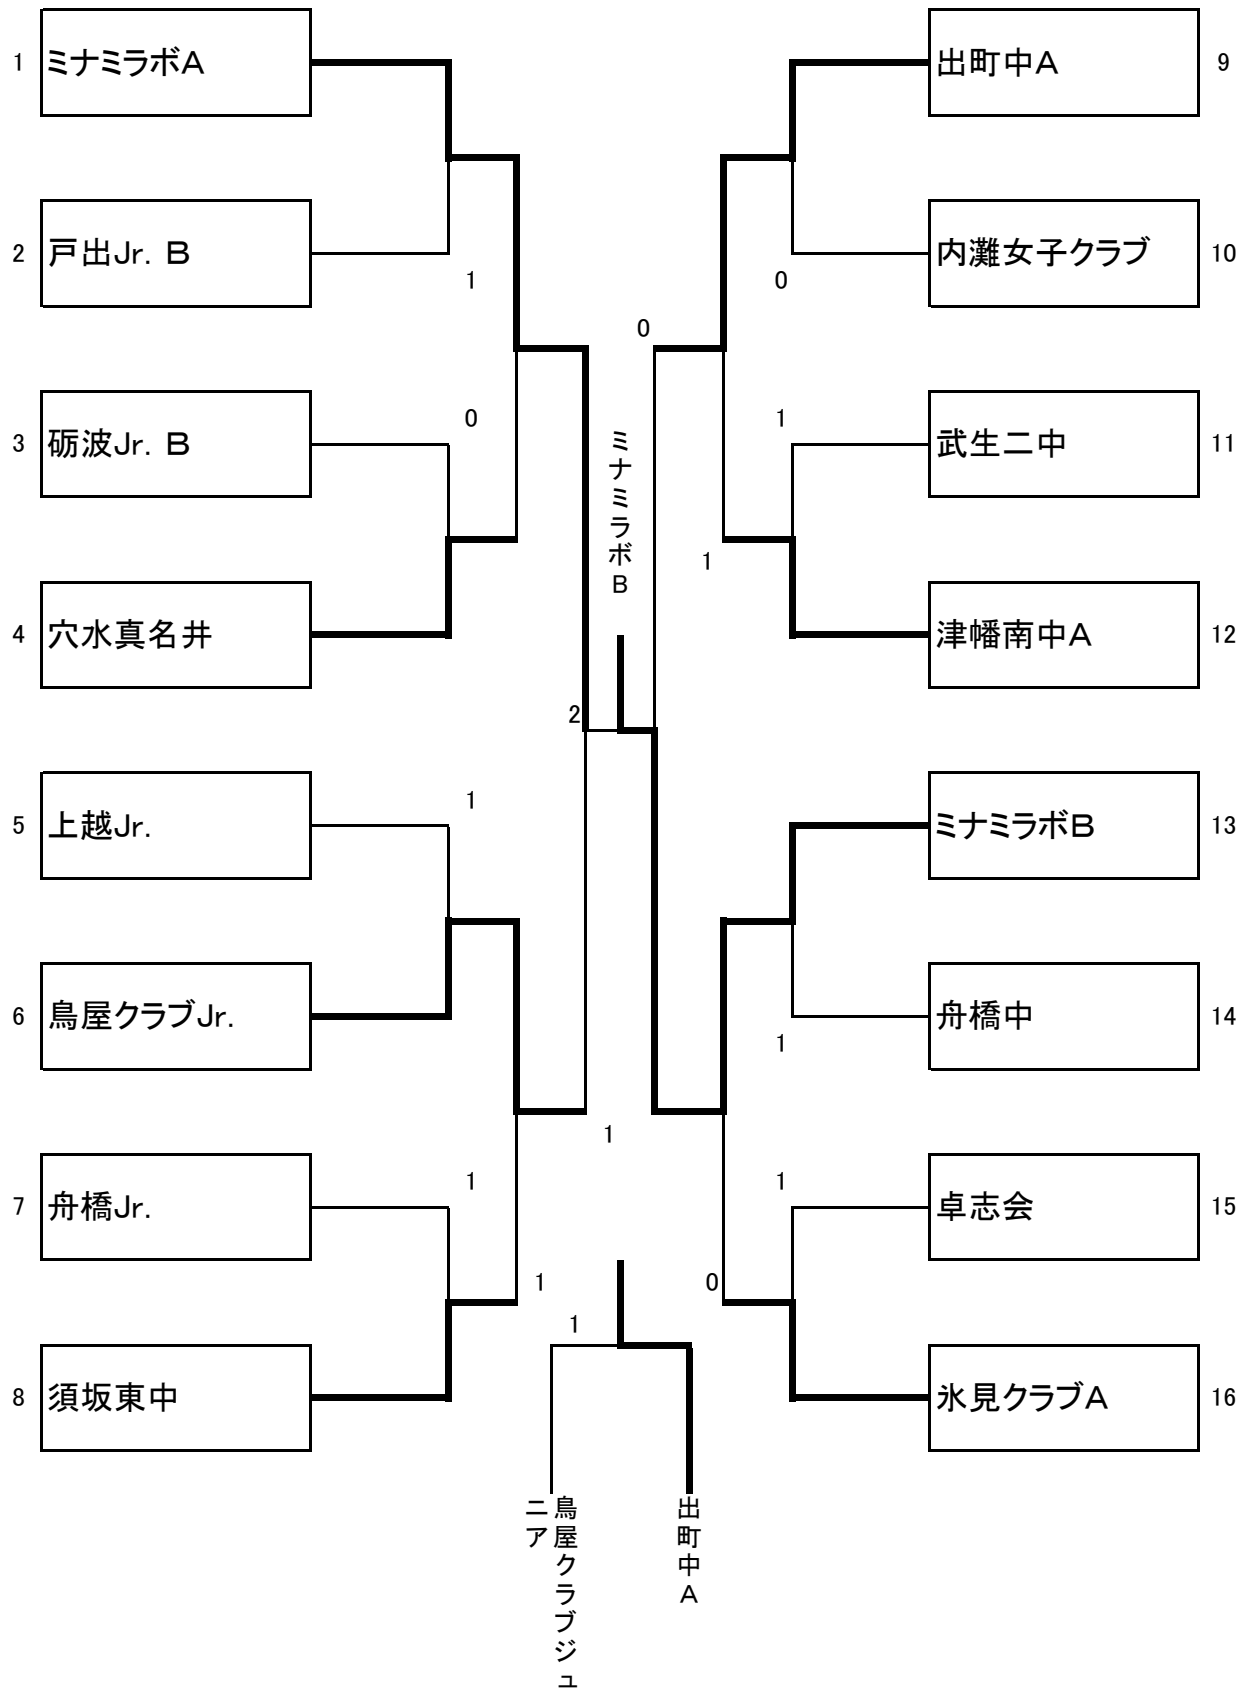 1 ミナミラボA
2 戸出Jr. B
1
3 砺波Jr. B
0
4 穴水真名井
5 上越Jr.
1
6 鳥屋クラブJr.
7 舟橋Jr.
1
8 須坂東中
1
2
1
ミナミラボB
0
出町中A 9
内灘女子クラブ 10
0
武生二中 11
1
津幡南中A 12
1
ミナミラボB 13
舟橋中 14
1
卓志会 15
1
氷見クラブA 16
0
1
鳥屋クラブジュ
ニア
出町中A